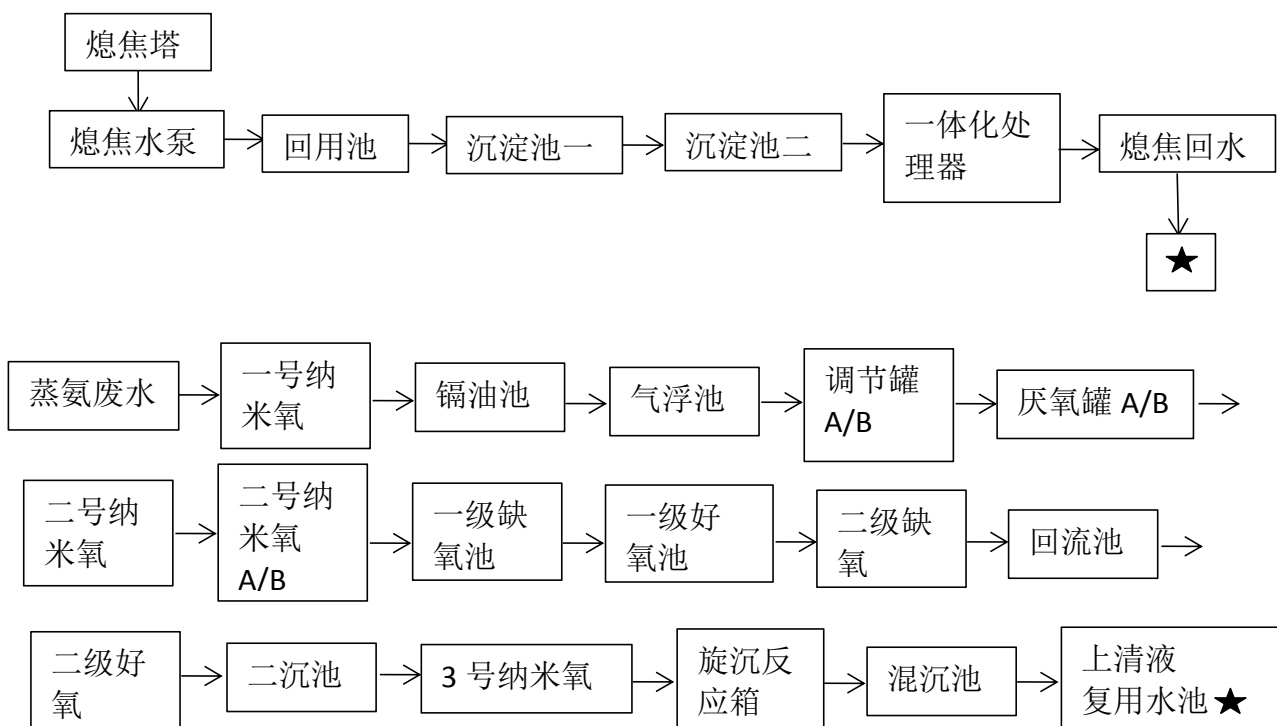 熄焦塔
熄焦水泵
回用池
沉淀池一
沉淀池二
一体化处
理器
熄焦回水
★
蒸氨废水
一号纳
米氧
镉油池
气浮池
调节罐
A/B
厌氧罐 A/B
二号纳
米氧
二号纳
米氧
A/B
一级缺
氧池
一级好
氧池
二级缺
氧
回流池
二级好
氧
二沉池
3 号纳米氧
旋沉反
应箱
混沉池
上清液
复用水池★